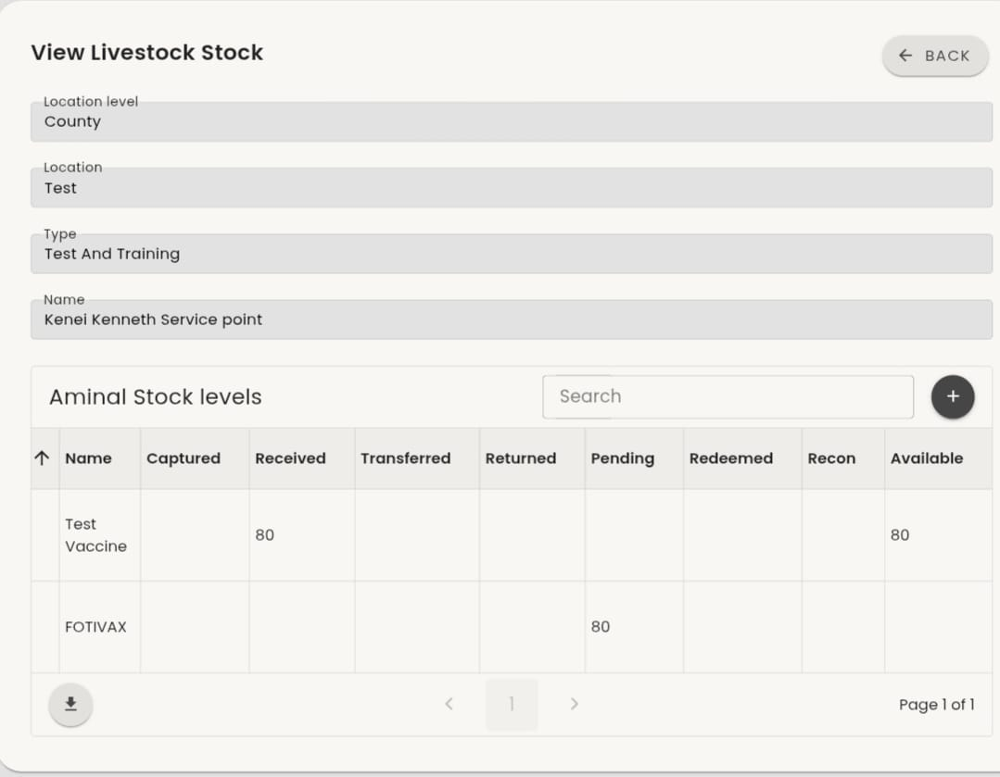 View Livestock Stock
BACK
Location level
County
Location
Test
Type
Test And Training
Name
Kenei Kenneth Service point
Aminal Stock levels
Search
Name Captured Received Transferred Returned Pending Redeemed Recon Available
Test
Vaccine
80 80
FOTIVAX 80
1
Page 1 of 1